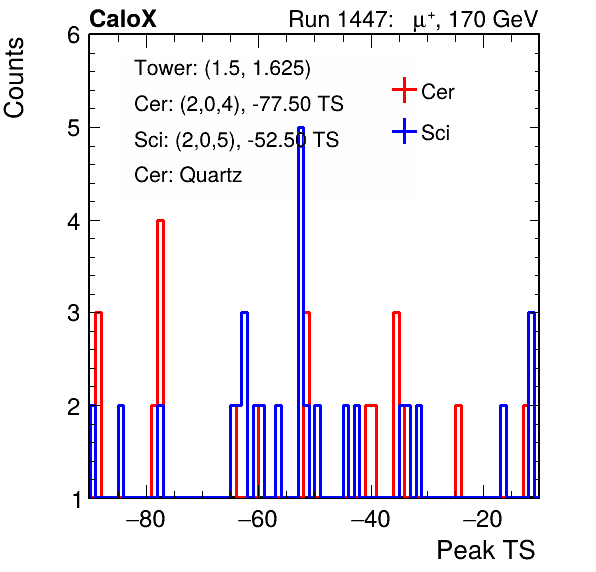 CaloX Run 1447: μ⁺, 170 GeV
Counts
Tower: (1.5, 1.625)
Cer: (2,0,4), -77.50 TS
Sci: (2,0,5), -52.50 TS
Cer: Quartz
Cer
Sci
6
5
4
3
2
1
−80 −60 −40 −20
Peak TS